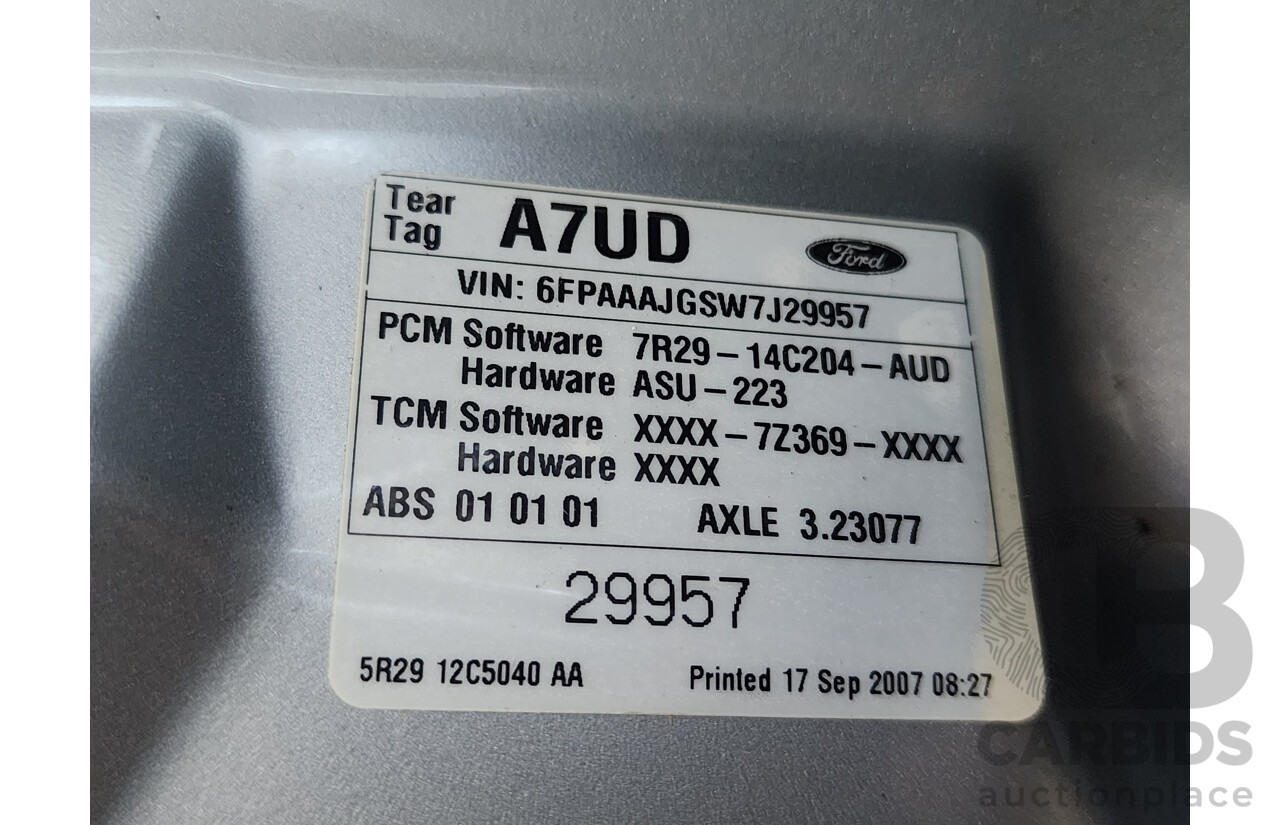 Tear Tag A7UD Ford
VIN: 6FPAAAJGSW7J29957
PCM Software 7R29-14C204-AUD
Hardware ASU-223
TCM Software XXXX-7Z369-XXXX
Hardware XXXX
ABS 01 01 01 AXLE 3.23077
29957
5R29 12C5040 AA Printed 17 Sep 2007 08:27
B
CARBIDS
auctionplace